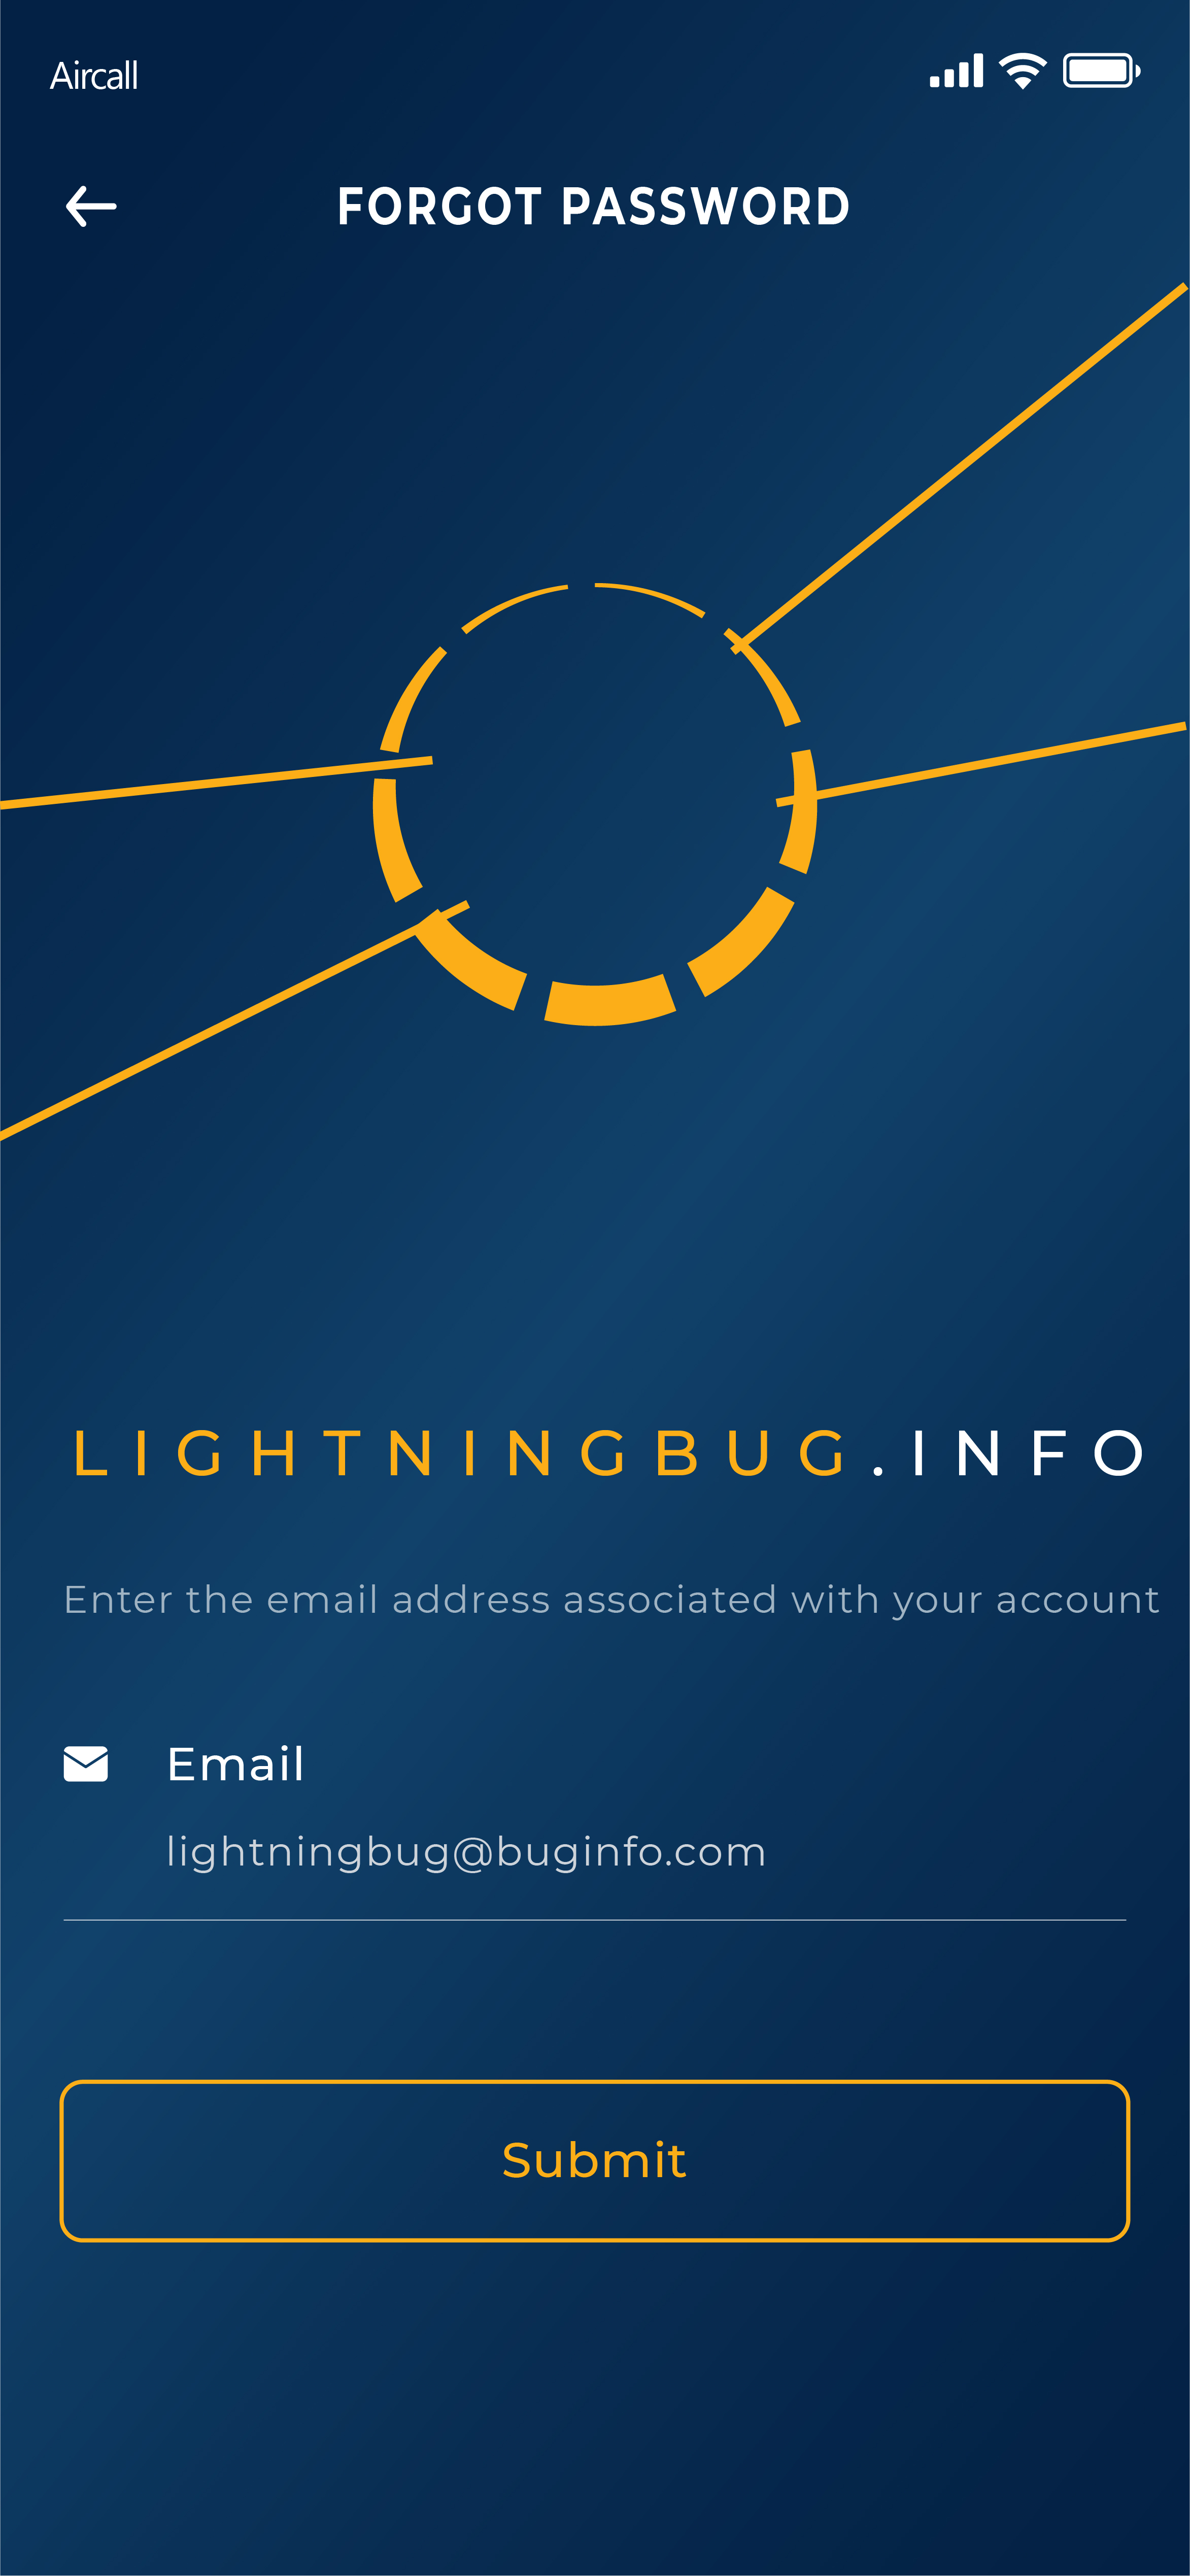 Aircall
FORGOT PASSWORD
LIGHTNINGBUG.INFO
Enter the email address associated with your account
Email
lightningbug@buginfo.com
Submit